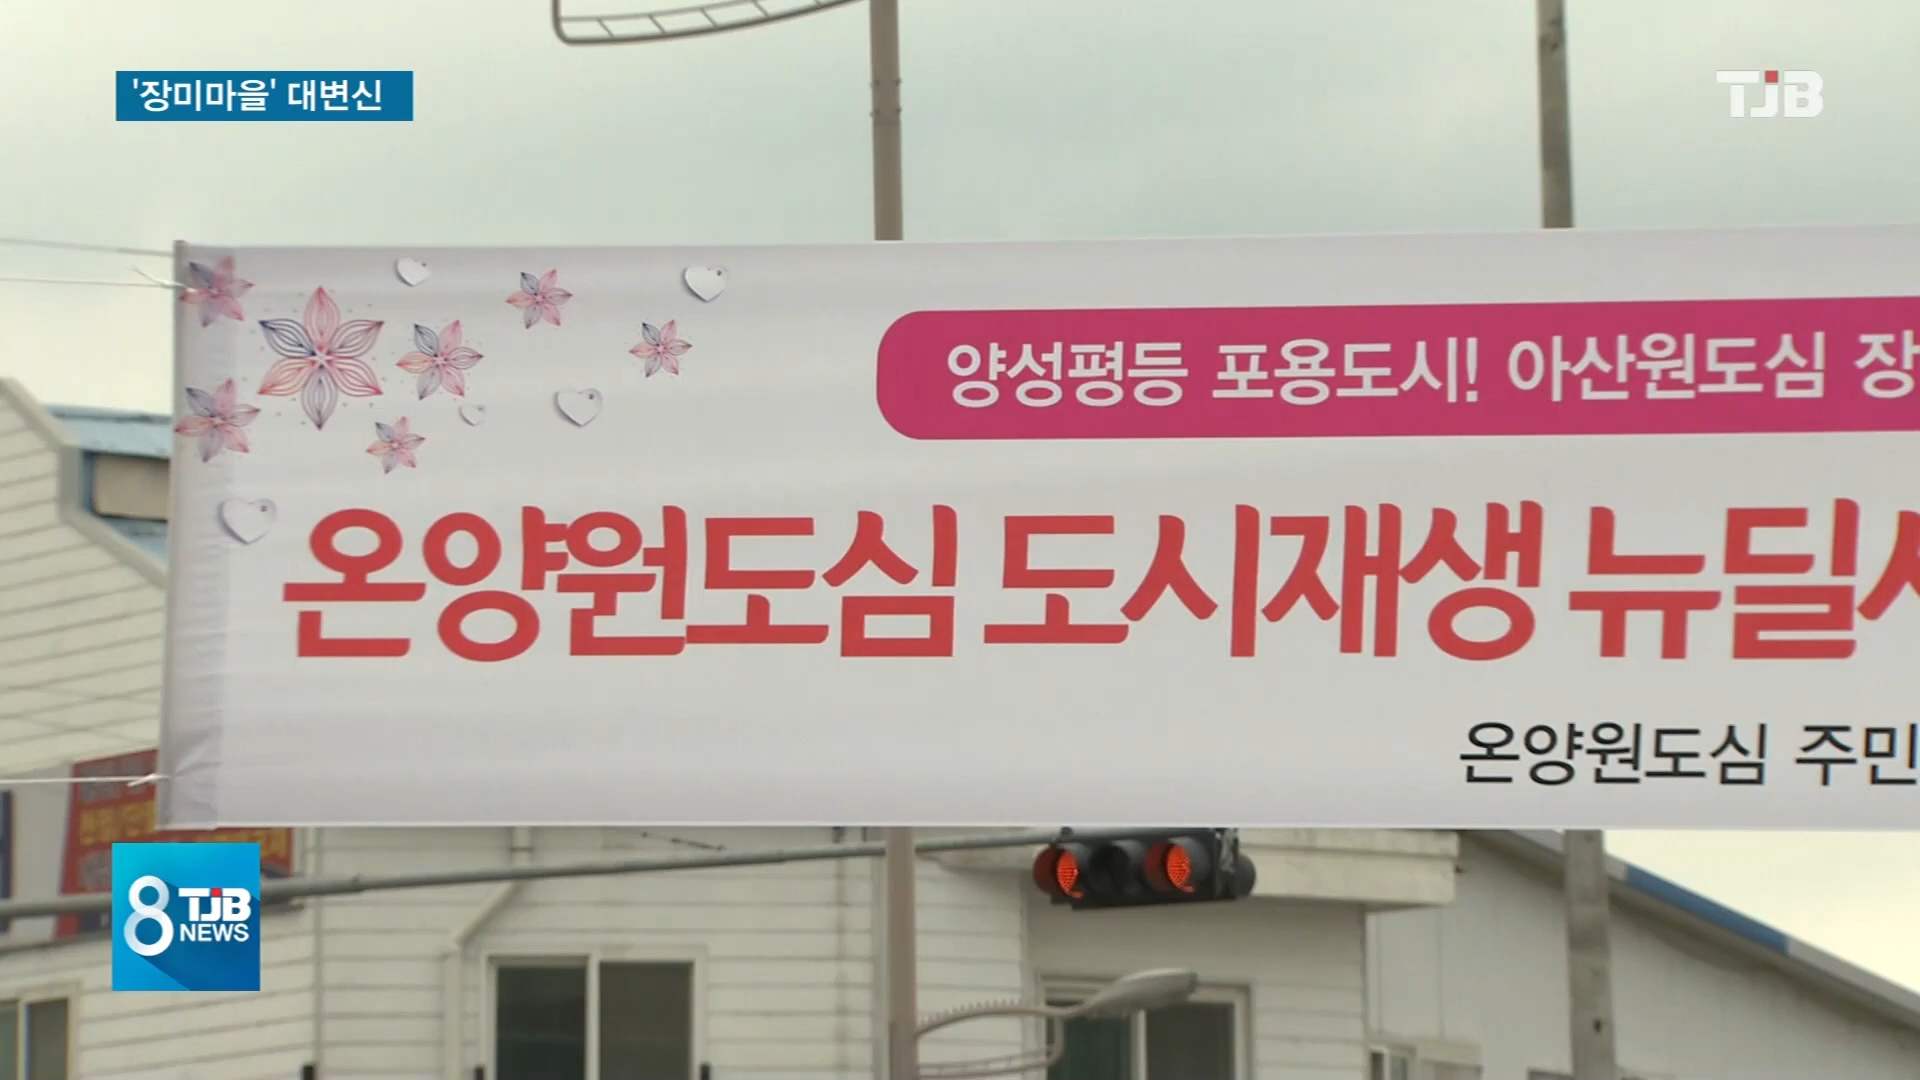 '장미마을' 대변신
TJB
양성평등 포용도시! 아산원도심 장
온양원도심 도시재생 뉴딜
온양원도심 주민
8 TJB
NEWS